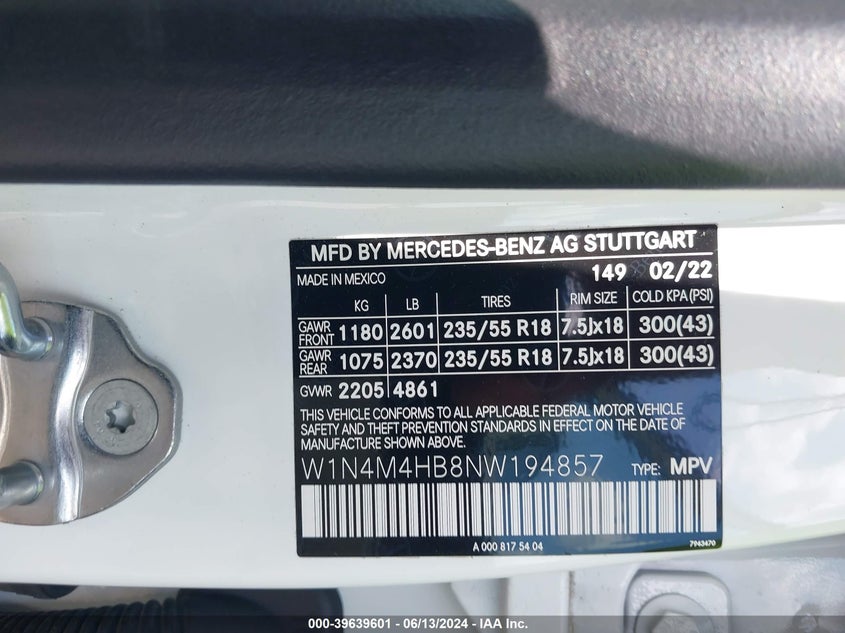 MFD BY MERCEDES-BENZ AG STUTTGART
MADE IN MEXICO 149 02/22
KG LB TIRES RIM SIZE COLD KPA (PSI)
GAWR FRONT 1180 2601 235/55 R18 7.5Jx18 300(43)
GAWR REAR 1075 2370 235/55 R18 7.5Jx18 300(43)
GVWR 2205 4861
THIS VEHICLE CONFORMS TO ALL APPLICABLE FEDERAL MOTOR VEHICLE
SAFETY AND THEFT PREVENTION STANDARDS IN EFFECT ON THE DATE OF
MANUFACTURE SHOWN ABOVE.
W1N4M4HB8NW194857 TYPE: MPV
A 000 817 54 04 7943470
000-39639601 - 06/13/2024 - IAA Inc.